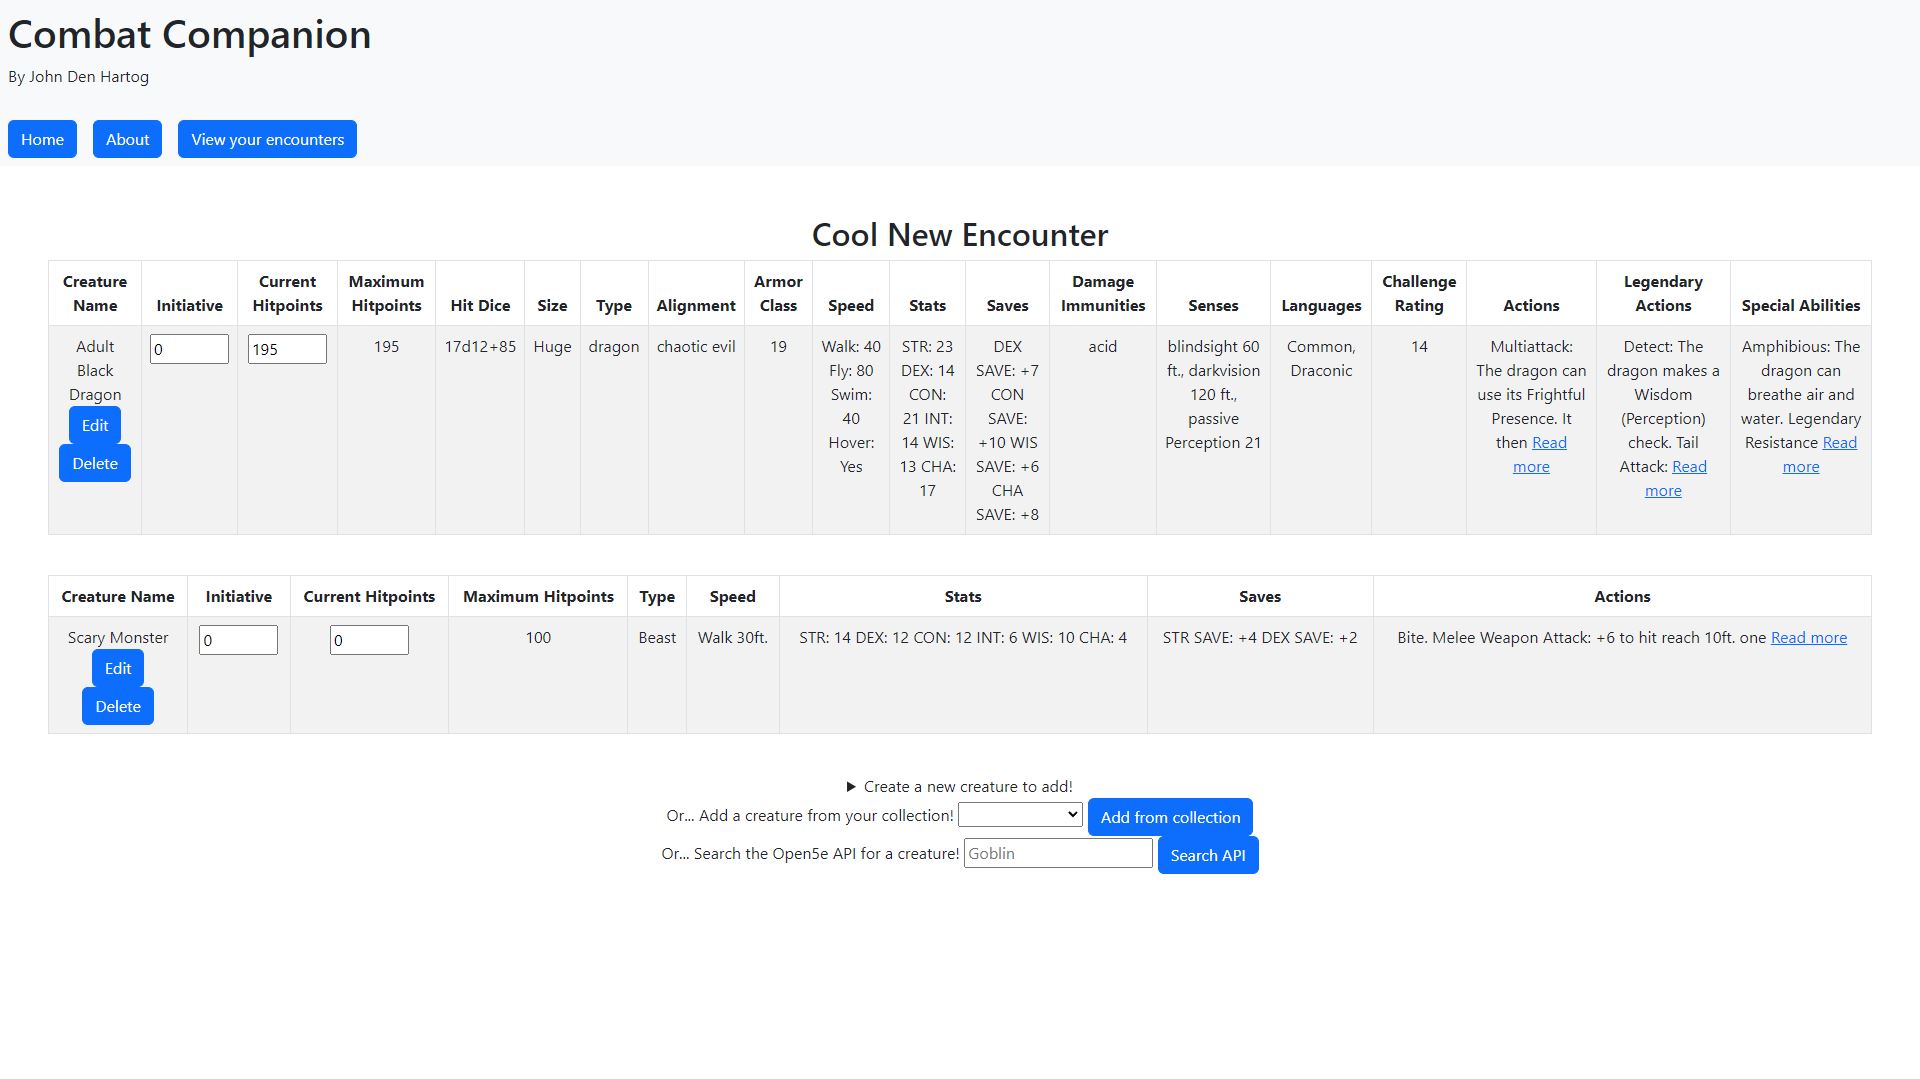 Combat Companion
By John Den Hartog
Home About View your encounters
Cool New Encounter
Creature Name Initiative Current Hitpoints Maximum Hitpoints Hit Dice Size Type Alignment Armor Class Speed Stats Saves Damage Immunities Senses Languages Challenge Rating Actions Legendary Actions Special Abilities
Adult Black Dragon Edit Delete
0
195
195
17d12+85
Huge
dragon
chaotic evil
19
Walk: 40 Fly: 80 Swim: 40 Hover: Yes
STR: 23 DEX: 14 CON: 21 INT: 14 WIS: 13 CHA: 17
DEX SAVE: +7 CON SAVE: +10 WIS SAVE: +6 CHA SAVE: +8
acid
blindsight 60 ft., darkvision 120 ft., passive Perception 21
Common, Draconic
14
Multiattack: The dragon can use its Frightful Presence. It then Read more
Detect: The dragon makes a Wisdom (Perception) check. Tail Attack: Read more
Amphibious: The dragon can breathe air and water. Legendary Resistance Read more
Creature Name Initiative Current Hitpoints Maximum Hitpoints Type Speed Stats Saves Actions
Scary Monster Edit Delete
0
0
100
Beast
Walk 30ft.
STR: 14 DEX: 12 CON: 12 INT: 6 WIS: 10 CHA: 4
STR SAVE: +4 DEX SAVE: +2
Bite. Melee Weapon Attack: +6 to hit reach 10ft. one Read more
Create a new creature to add!
Or... Add a creature from your collection! Add from collection
Or... Search the Open5e API for a creature! Goblin Search API